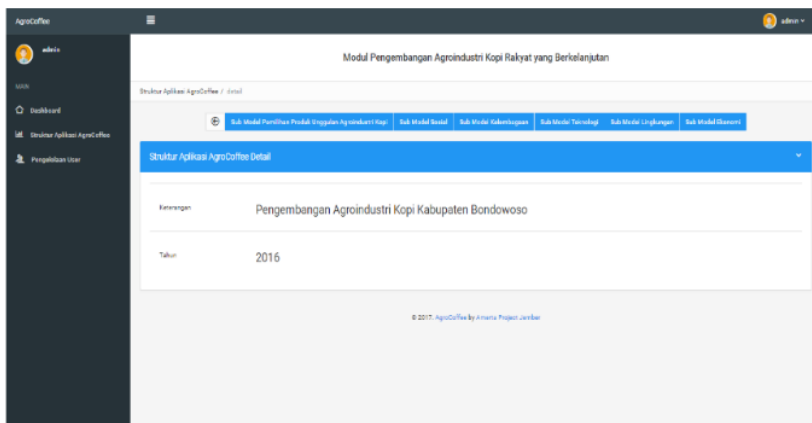 AgroCoffee
admin
admin
Modul Pengembangan Agroindustri Kopi Rakyat yang Berkelanjutan
MAIN
Struktur Aplikasi AgroCoffee / detail
Dashboard
Struktur Aplikasi AgroCoffee
Pengelolaan User
Sub Model Pemilihan Produk Unggulan Agroindustri Kopi
Sub Model Sosial
Sub Model Kelembagaan
Sub Model Teknologi
Sub Model Lingkungan
Sub Model Ekonomi
Struktur Aplikasi AgroCoffee Detail
Keterangan
Pengembangan Agroindustri Kopi Kabupaten Bondowoso
Tahun
2016
© 2017. AgroCoffee by Amarta Project Jember